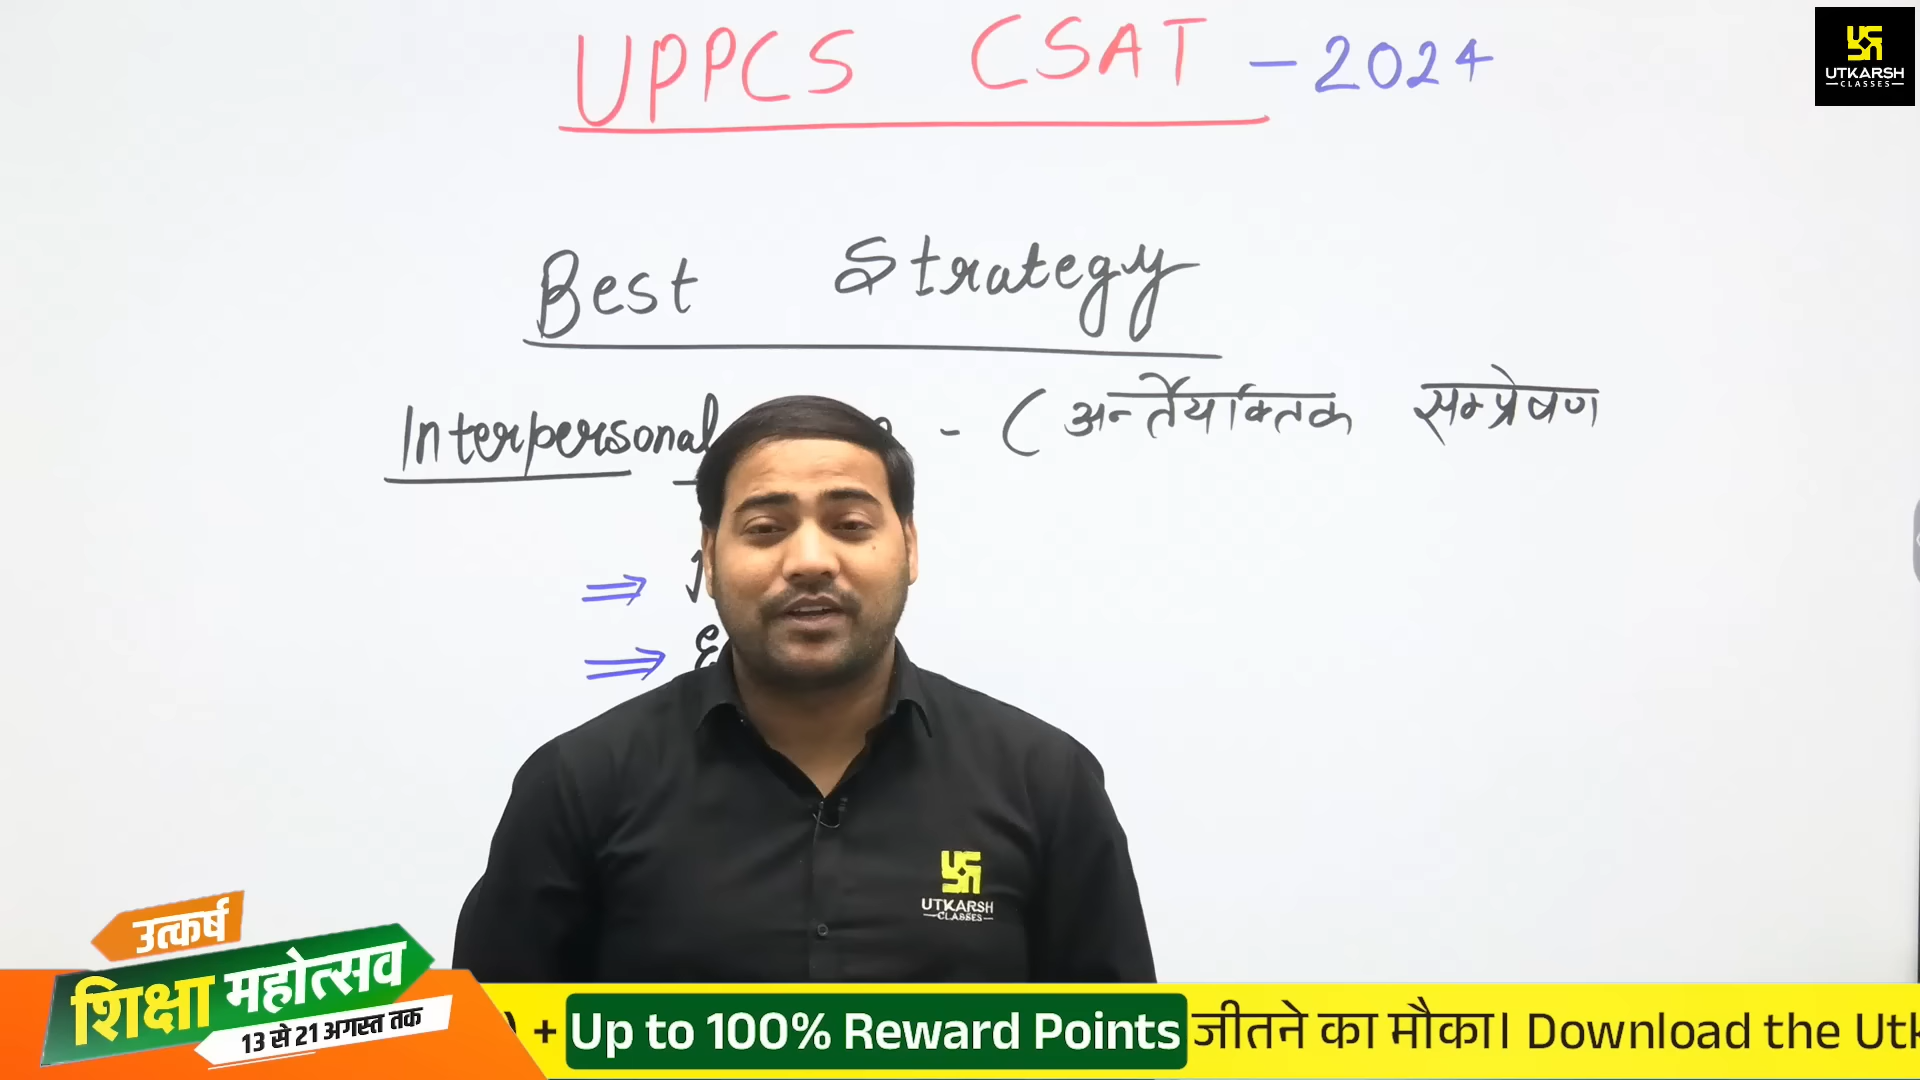 UPPCS CSAT - 2024
UTKARSH
CLASSES
Best Strategy
Interpersonal - ( अन्तर्वैयक्तिक सम्प्रेषण
UTKARSH
CLASSES
उत्कर्ष
शिक्षा महोत्सव
13 से 21 अगस्त तक
) + Up to 100% Reward Points जीतने का मौका। Download the Utk